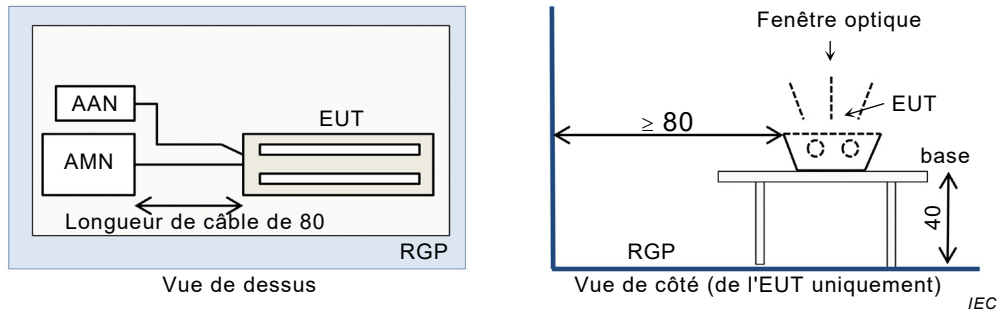 AAN
EUT
AMN
Longueur de câble de 80
RGP
Vue de dessus
Fenêtre optique
EUT
≥ 80
base
40
RGP
Vue de côté (de l'EUT uniquement)
IEC